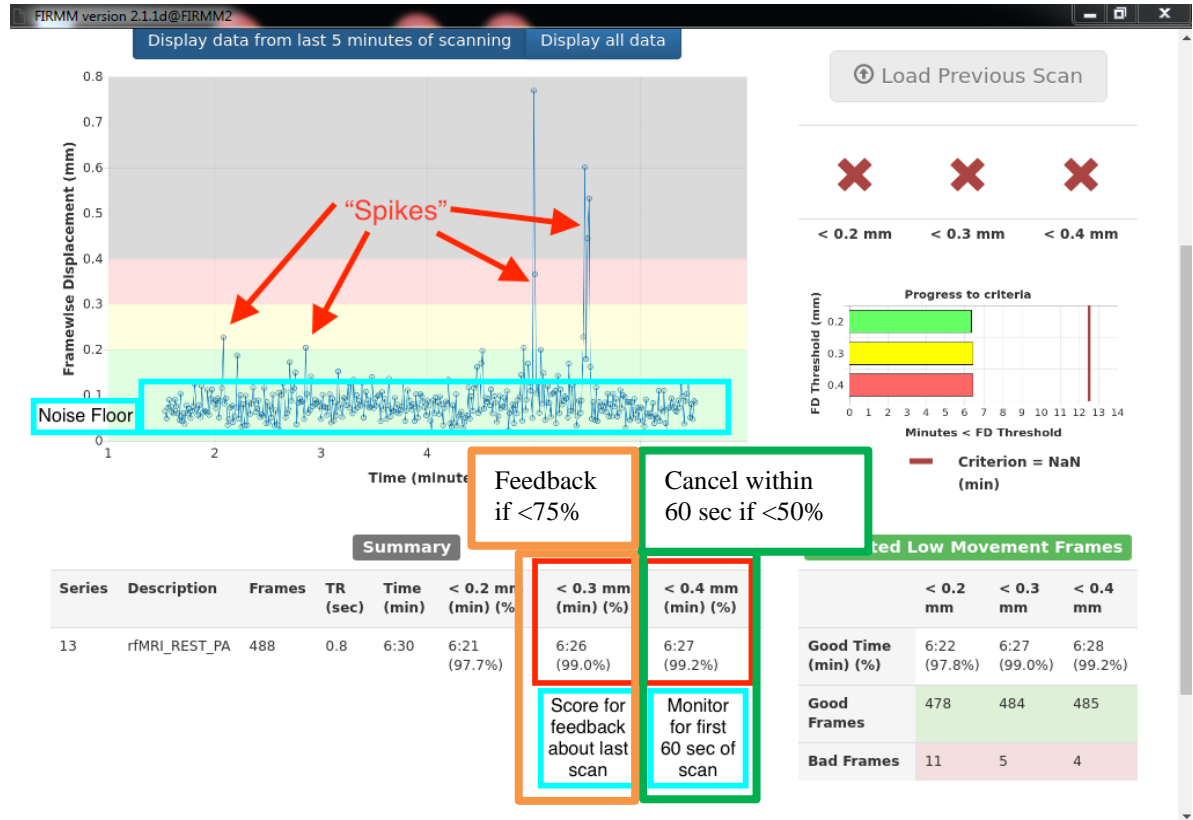 FIRMM version 2.1.1d@FIRMM2
Display data from last 5 minutes of scanning
Display all data
Load Previous Scan
0.8
0.7
0.6
0.5
0.4
0.3
0.2
0.1
0
Framewise Displacement (mm)
"Spikes"
Noise Floor
1
2
3
4
Time (minute
< 0.2 mm
< 0.3 mm
< 0.4 mm
Progress to criteria
FD Threshold (mm)
0.2
0.3
0.4
0 1 2 3 4 5 6 7 8 9 10 11 12 13 14
Minutes < FD Threshold
Criterion = NaN
(min)
Feedback
if <75%
Cancel within
60 sec if <50%
Summary
Series Description Frames TR (sec) Time (min) < 0.2 mm (min) (% < 0.3 mm (min) (%) < 0.4 mm (min) (%)
13 rfMRI_REST_PA 488 0.8 6:30 6:21 (97.7%) 6:26 (99.0%) 6:27 (99.2%)
Score for
feedback
about last
scan
Monitor
for first
60 sec of
scan
ted Low Movement Frames
< 0.2 mm < 0.3 mm < 0.4 mm
Good Time (min) (%) 6:22 (97.8%) 6:27 (99.0%) 6:28 (99.2%)
Good Frames 478 484 485
Bad Frames 11 5 4